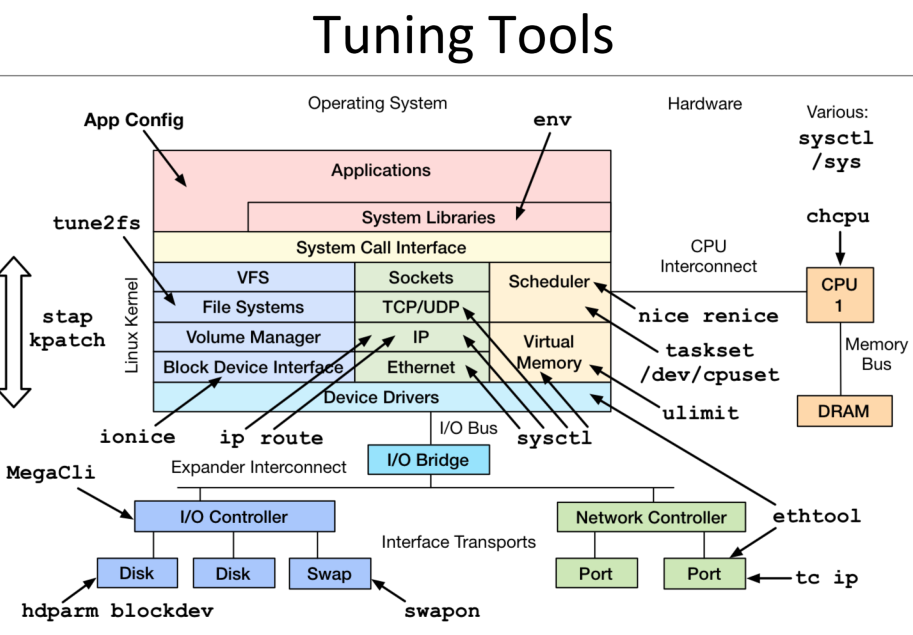 Tuning Tools
Operating System
Hardware
Various:
sysctl
/sys
App Config
env
Applications
System Libraries
tune2fs
System Call Interface
chcpu
VFS
Sockets
Scheduler
CPU
Interconnect
CPU
1
File Systems
TCP/UDP
nice renice
stap
kpatch
Linux Kernel
Volume Manager
IP
Virtual
Memory
taskset
/dev/cpuset
Memory
Bus
Block Device Interface
Ethernet
Device Drivers
ulimit
DRAM
ionice
ip route
I/O Bus
sysctl
MegaCli
Expander Interconnect
I/O Bridge
I/O Controller
Network Controller
ethtool
Interface Transports
Disk
Disk
Swap
Port
Port
tc ip
hdparm blockdev
swapon